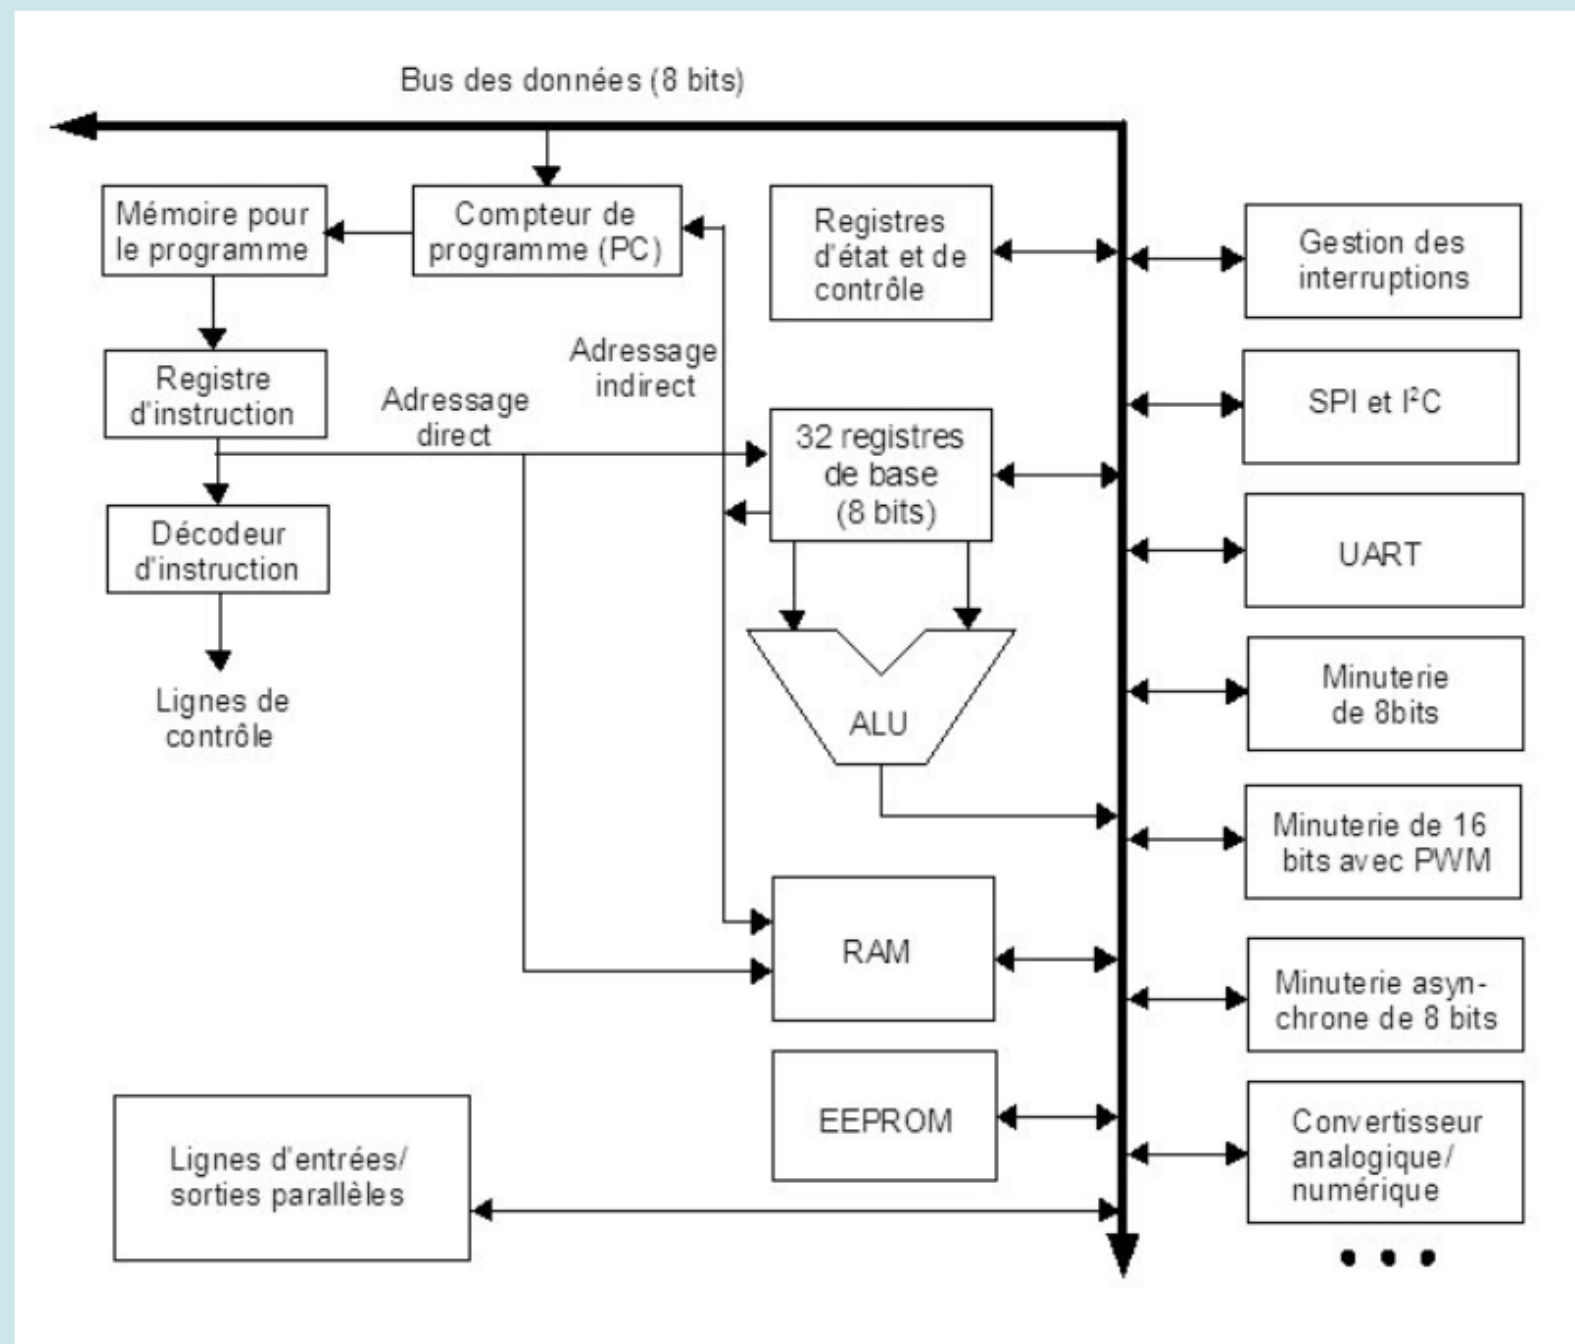 Bus des données (8 bits)
Mémoire pour
le programme
Compteur de
programme (PC)
Registres
d'état et de
contrôle
Gestion des
interruptions
Registre
d'instruction
Adressage
direct
Adressage
indirect
32 registres
de base
(8 bits)
SPI et I²C
Décodeur
d'instruction
UART
Lignes de
contrôle
ALU
Minuterie
de 8bits
Minuterie de 16
bits avec PWM
RAM
Minuterie asyn-
chrone de 8 bits
EEPROM
Lignes d'entrées/
sorties parallèles
Convertisseur
analogique/
numérique
• • •